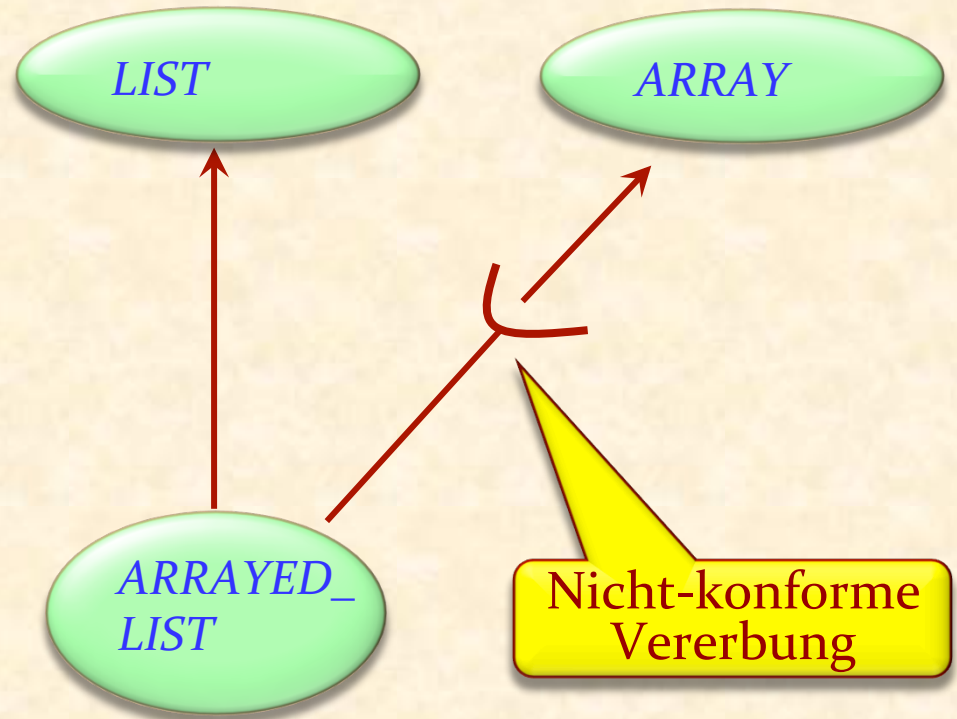 LIST
ARRAY
ARRAYED_
LIST
Nicht-konforme
Vererbung